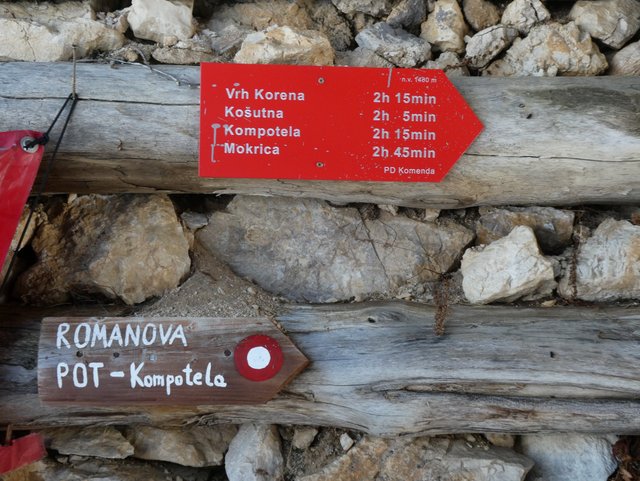 n.v. 1480 m
Vrh Korena 2h 15min
Košutna 2h 5min
Kompotela 2h 15min
Mokrica 2h 45min
PD Komenda
ROMANOVA
POT - Kompotela